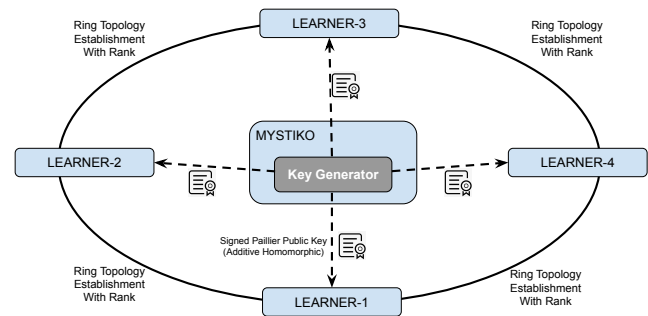 Ring Topology
Establishment
With Rank
LEARNER-3
Ring Topology
Establishment
With Rank
MYSTIKO
LEARNER-2
Key Generator
LEARNER-4
Signed Paillier Public Key
(Additive Homomorphic)
Ring Topology
Establishment
With Rank
LEARNER-1
Ring Topology
Establishment
With Rank